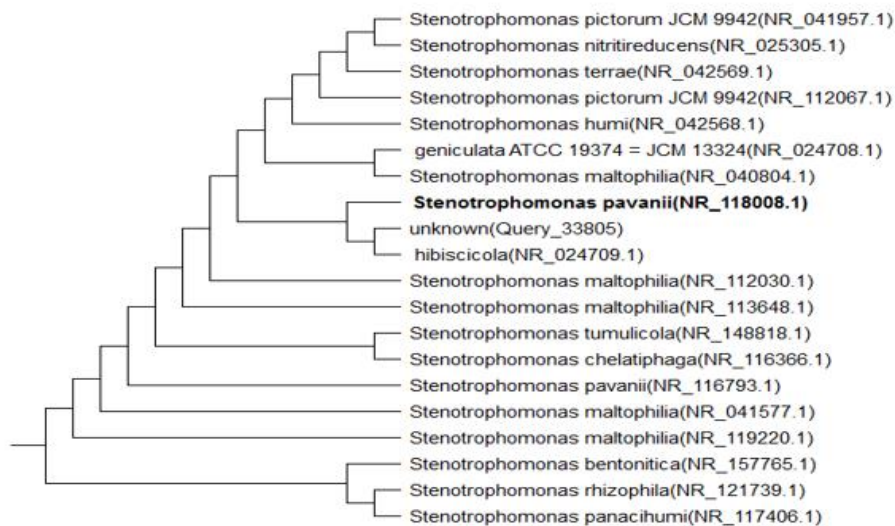 Stenotrophomonas pictorum JCM 9942(NR_041957.1)
Stenotrophomonas nitritireducens(NR_025305.1)
Stenotrophomonas terrae(NR_042569.1)
Stenotrophomonas pictorum JCM 9942(NR_112067.1)
Stenotrophomonas humi(NR_042568.1)
geniculata ATCC 19374 = JCM 13324(NR_024708.1)
Stenotrophomonas maltophilia(NR_040804.1)
Stenotrophomonas pavanii(NR_118008.1)
unknown(Query_33805)
hibiscicola(NR_024709.1)
Stenotrophomonas maltophilia(NR_112030.1)
Stenotrophomonas maltophilia(NR_113648.1)
Stenotrophomonas tumulicola(NR_148818.1)
Stenotrophomonas chelatiphaga(NR_116366.1)
Stenotrophomonas pavanii(NR_116793.1)
Stenotrophomonas maltophilia(NR_041577.1)
Stenotrophomonas maltophilia(NR_119220.1)
Stenotrophomonas bentonitica(NR_157765.1)
Stenotrophomonas rhizophila(NR_121739.1)
Stenotrophomonas panacihumi(NR_117406.1)